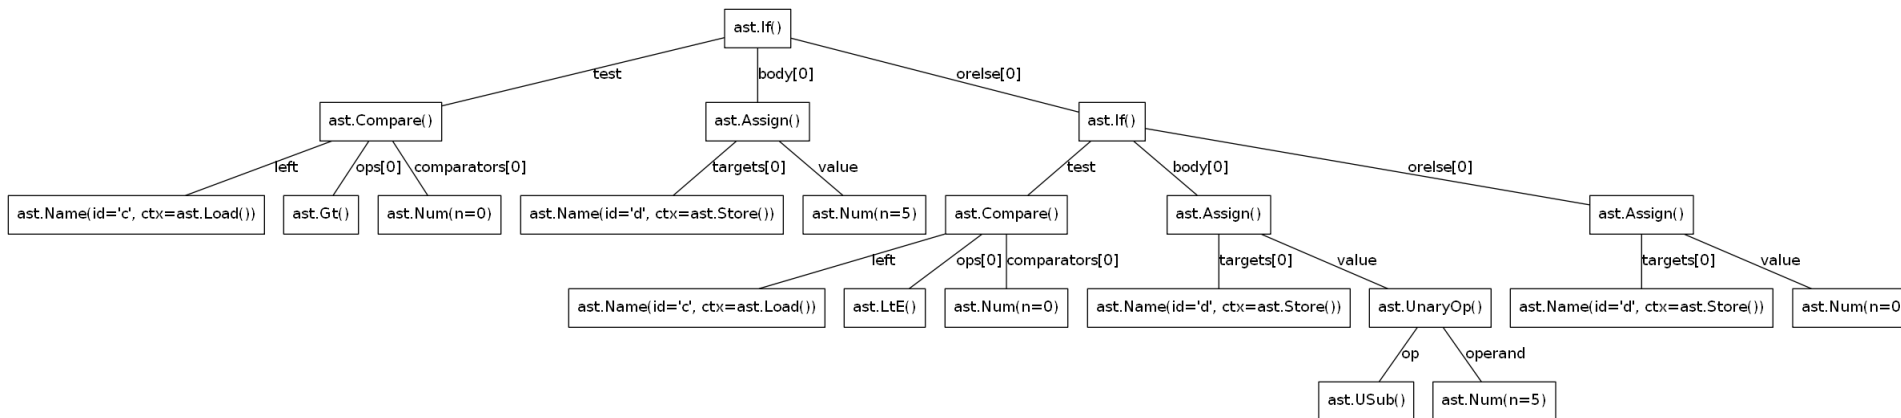 ast.If()
test
body[0]
orelse[0]
ast.Compare()
ast.Assign()
ast.If()
left
ops[0]
comparators[0]
targets[0]
value
test
body[0]
orelse[0]
ast.Name(id='c', ctx=ast.Load())
ast.Gt()
ast.Num(n=0)
ast.Name(id='d', ctx=ast.Store())
ast.Num(n=5)
ast.Compare()
ast.Assign()
ast.Assign()
left
ops[0]
comparators[0]
targets[0]
value
targets[0]
value
ast.Name(id='c', ctx=ast.Load())
ast.LtE()
ast.Num(n=0)
ast.Name(id='d', ctx=ast.Store())
ast.UnaryOp()
ast.Name(id='d', ctx=ast.Store())
ast.Num(n=0
op
operand
ast.USub()
ast.Num(n=5)